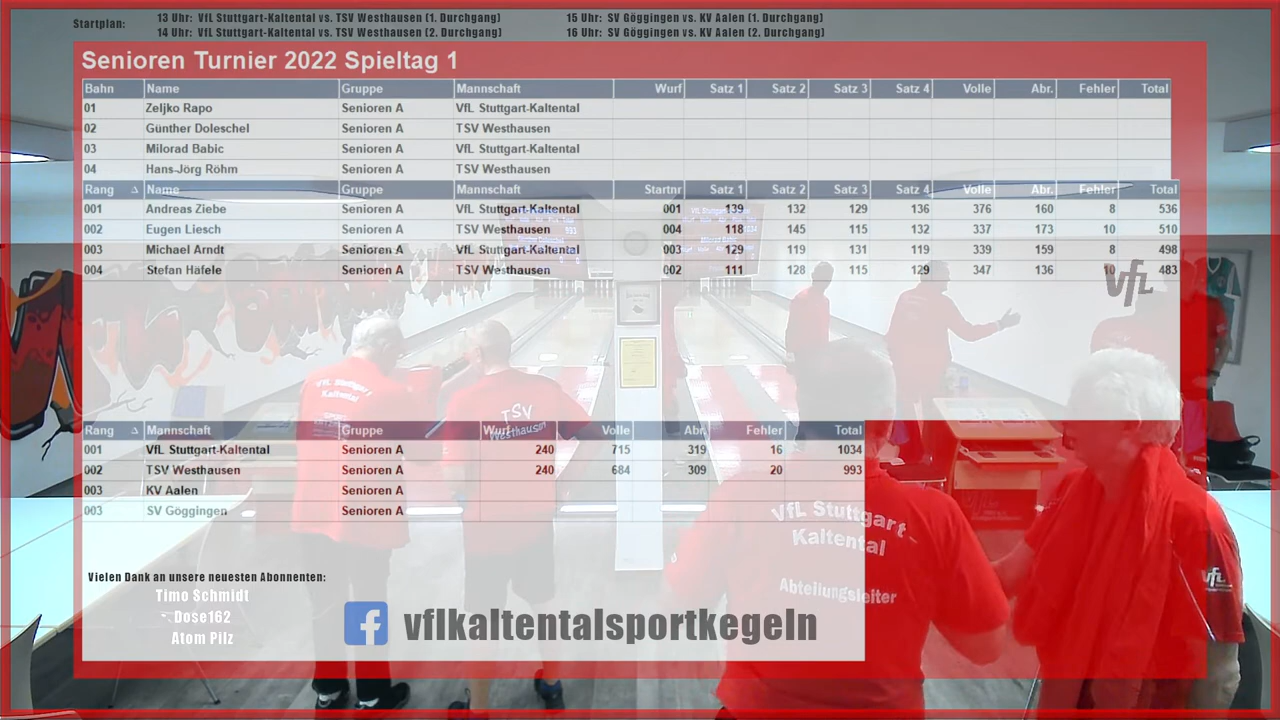 Startplan:
13 Uhr: VfL Stuttgart-Kaltental vs. TSV Westhausen (1. Durchgang)
14 Uhr: VfL Stuttgart-Kaltental vs. TSV Westhausen (2. Durchgang)
15 Uhr: SV Göggingen vs. KV Aalen (1. Durchgang)
16 Uhr: SV Göggingen vs. KV Aalen (2. Durchgang)
Senioren Turnier 2022 Spieltag 1
Bahn Name Gruppe Mannschaft Wurf Satz 1 Satz 2 Satz 3 Satz 4 Volle Abr. Fehler Total
01 Zeljko Rapo Senioren A VfL Stuttgart-Kaltental
02 Günther Doleschel Senioren A TSV Westhausen
03 Milorad Babic Senioren A VfL Stuttgart-Kaltental
04 Hans-Jörg Röhm Senioren A TSV Westhausen
Rang Name Gruppe Mannschaft Startnr Satz 1 Satz 2 Satz 3 Satz 4 Volle Abr. Fehler Total
001 Andreas Ziebe Senioren A VfL Stuttgart-Kaltental 001 139 132 129 136 376 160 8 536
002 Eugen Liesch Senioren A TSV Westhausen 004 118 145 115 132 337 173 10 510
003 Michael Arndt Senioren A VfL Stuttgart-Kaltental 003 129 119 131 119 339 159 8 498
004 Stefan Häfele Senioren A TSV Westhausen 002 111 128 115 129 347 136 10 483
VfL
VfL Stuttgart
Kaltental
TSV
Westhausen
Rang Mannschaft Gruppe Wurf Volle Abr. Fehler Total
001 VfL Stuttgart-Kaltental Senioren A 240 715 319 16 1034
002 TSV Westhausen Senioren A 240 684 309 20 993
003 KV Aalen Senioren A
003 SV Göggingen Senioren A
VfL Stuttgart-
Kaltental
Abteilungsleiter
VfL
Vielen Dank an unsere neuesten Abonnenten:
Timo Schmidt
Dose162
Atom Pilz
vflkaltentalsportkegeln